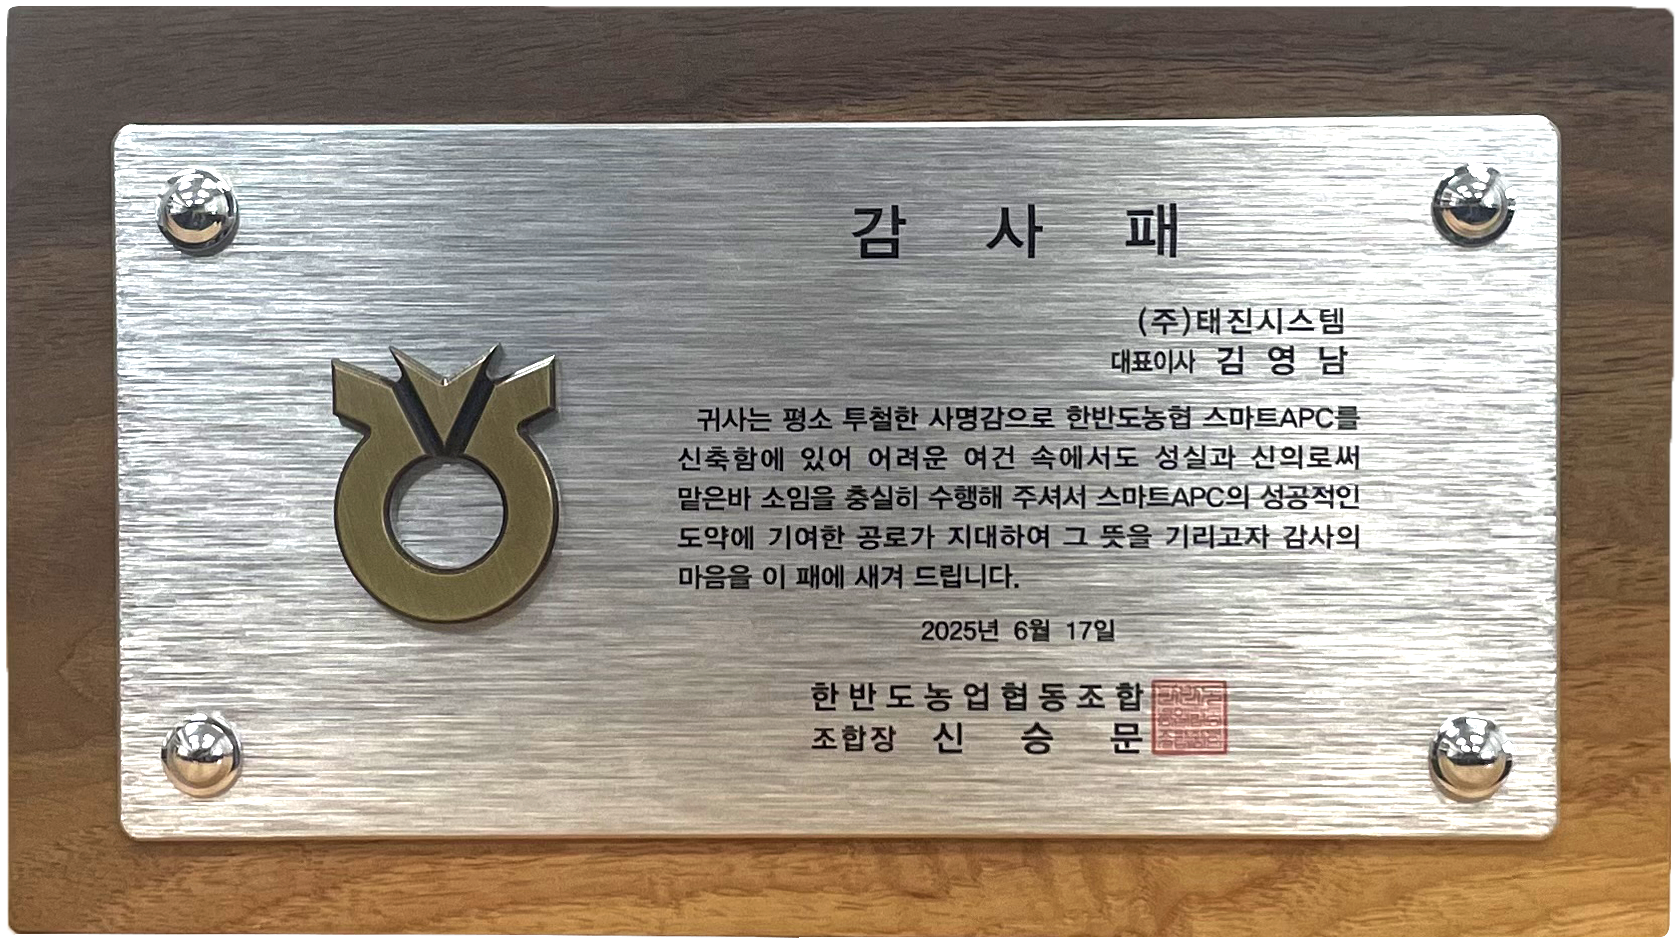 감 사 패
(주)태진시스템
대표이사 김 영 남
귀사는 평소 투철한 사명감으로 한반도농협 스마트APC를
신축함에 있어 어려운 여건 속에서도 성실과 신의로써
맡은바 소임을 충실히 수행해 주셔서 스마트APC의 성공적인
도약에 기여한 공로가 지대하여 그 뜻을 기리고자 감사의
마음을 이 패에 새겨 드립니다.
2025년 6월 17일
한반도농업협동조합
조합장 신 승 문